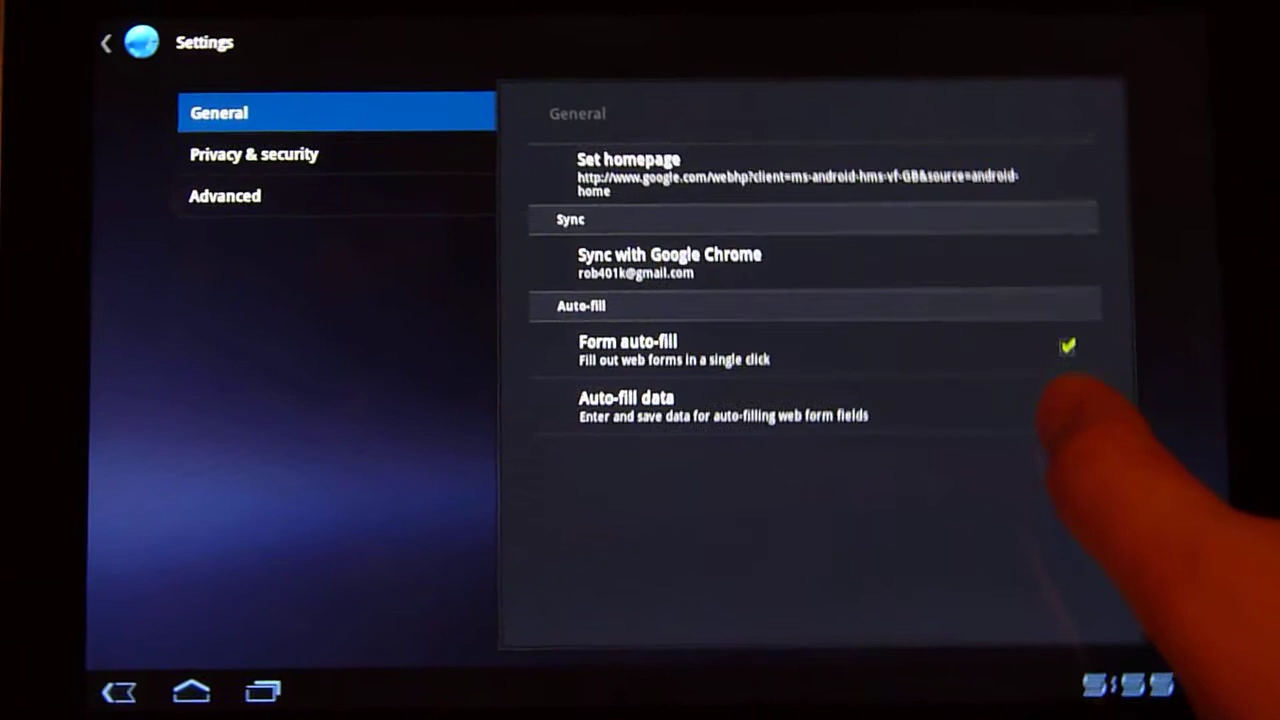 Settings
General
Privacy & security
Advanced
General
Set homepage
http://www.google.com/webhp?client=ms-android-hms-vf-GB&source=android-
home
Sync
Sync with Google Chrome
rob401k@gmail.com
Auto-fill
Form auto-fill
Fill out web forms in a single click
Auto-fill data
Enter and save data for auto-filling web form fields